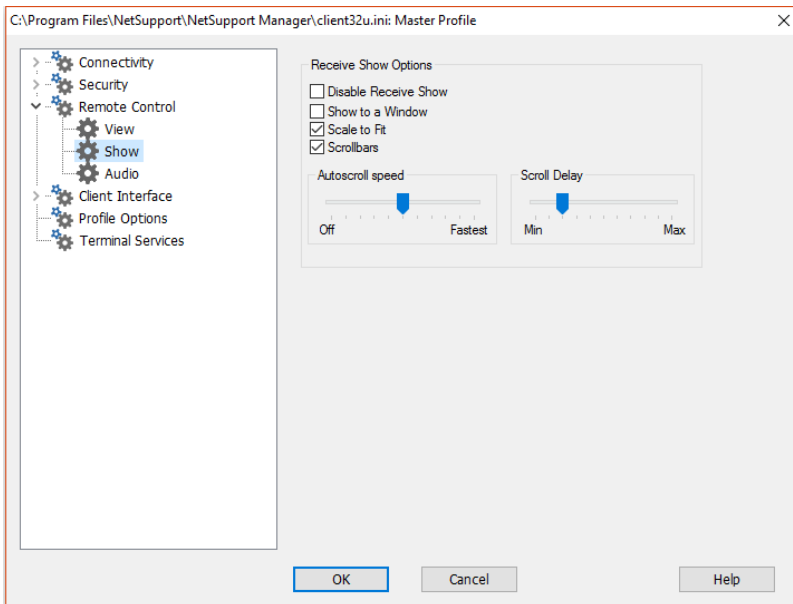 C:\Program Files\NetSupport\NetSupport Manager\client32u.ini: Master Profile
Connectivity
Security
Remote Control
View
Show
Audio
Client Interface
Profile Options
Terminal Services
Receive Show Options
Disable Receive Show
Show to a Window
Scale to Fit
Scrollbars
Autoscroll speed
Off Fastest
Scroll Delay
Min Max
OK Cancel Help